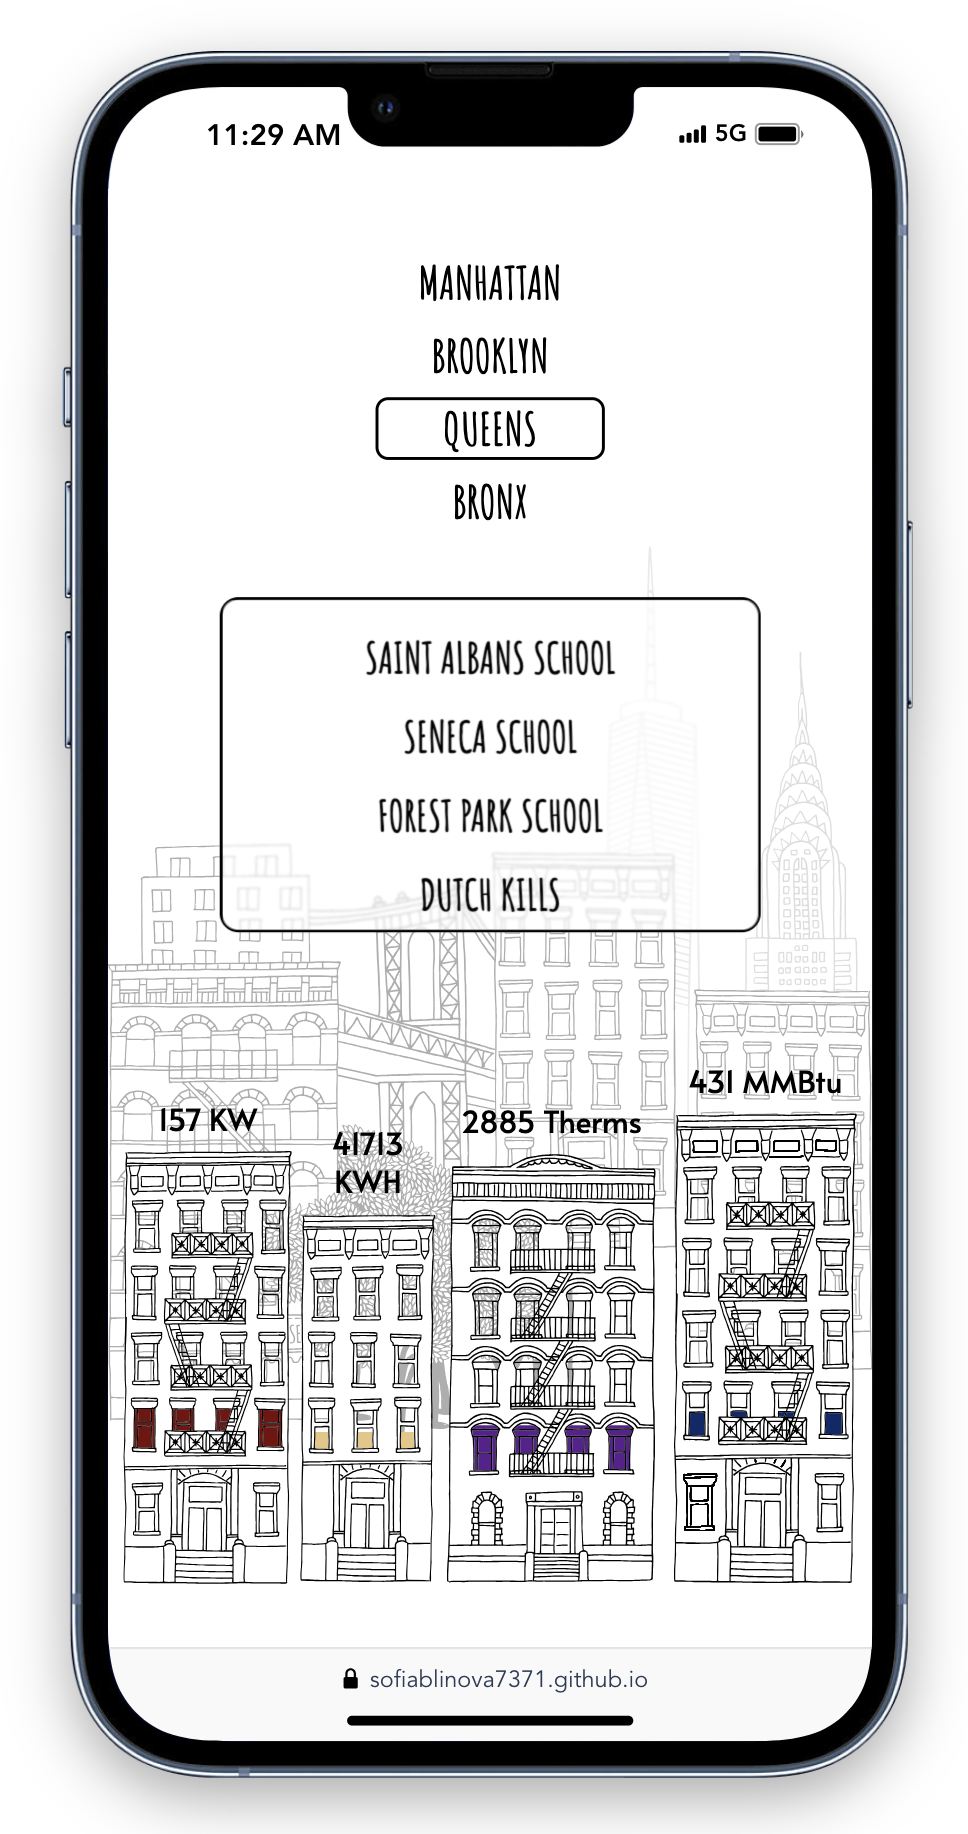 11:29 AM
5G
MANHATTAN
BROOKLYN
QUEENS
BRONX
SAINT ALBANS SCHOOL
SENECA SCHOOL
FOREST PARK SCHOOL
DUTCH KILLS
431 MMBtu
157 KW
2885 Therms
41713
KWH
sofiablinova7371.github.io